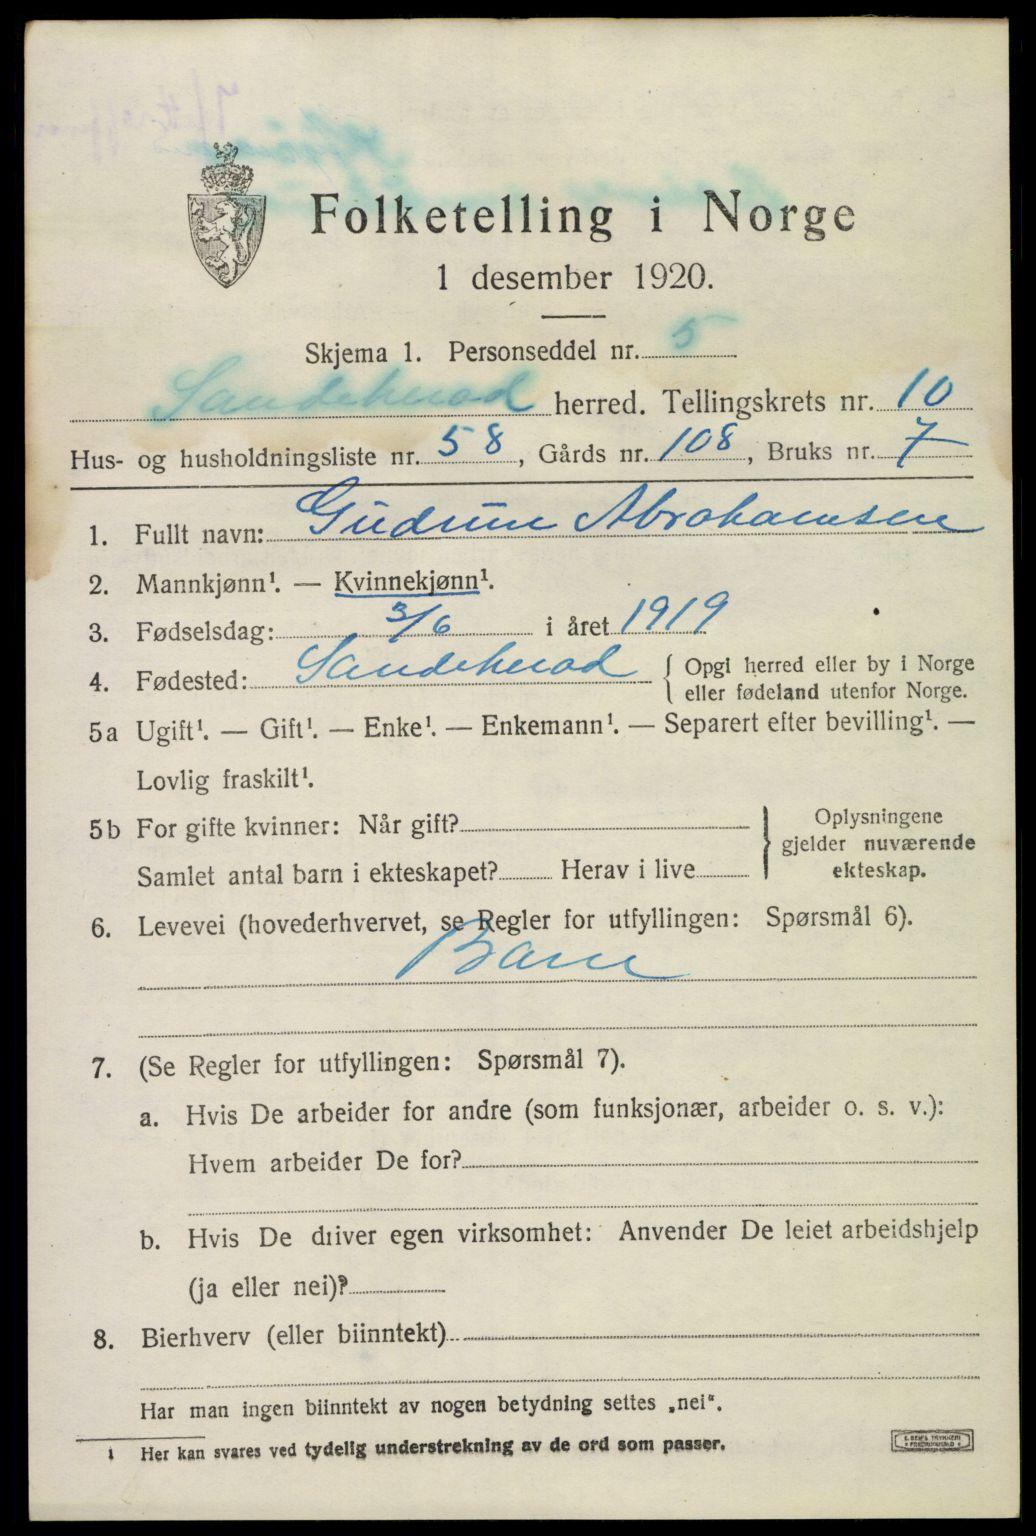 Folketelling i Norge
1 desember 1920.
Skjema 1. Personseddel nr. 5
Sandeherad herred. Tellingskrets nr. 10
Hus- og husholdningsliste nr. 58, Gårds nr. 108, Bruks nr. 7
1. Fullt navn: Gudrun Abrahamsen
2. Mannkjønn¹. — Kvinnekjønn¹.
3. Fødselsdag: 3/6 i året 1919
4. Fødested: Sandeherad { Opgi herred eller by i Norge
eller fødeland utenfor Norge.
5a Ugift¹. — Gift¹. — Enke¹. — Enkemann¹. — Separert efter bevilling¹. —
Lovlig fraskilt¹.
5b For gifte kvinner: Når gift?
Samlet antal barn i ekteskapet? Herav i live
} Oplysningene
gjelder nuværende
ekteskap.
6. Levevei (hovederhvervet, se Regler for utfyllingen: Spørsmål 6).
Barn
7. (Se Regler for utfyllingen: Spørsmål 7).
a. Hvis De arbeider for andre (som funksjonær, arbeider o. s. v.):
Hvem arbeider De for?
b. Hvis De driver egen virksomhet: Anvender De leiet arbeidshjelp
(ja eller nei)?
8. Bierhverv (eller biinntekt)
Har man ingen biinntekt av nogen betydning settes „nei“.
¹ Her kan svares ved tydelig understrekning av de ord som passer.